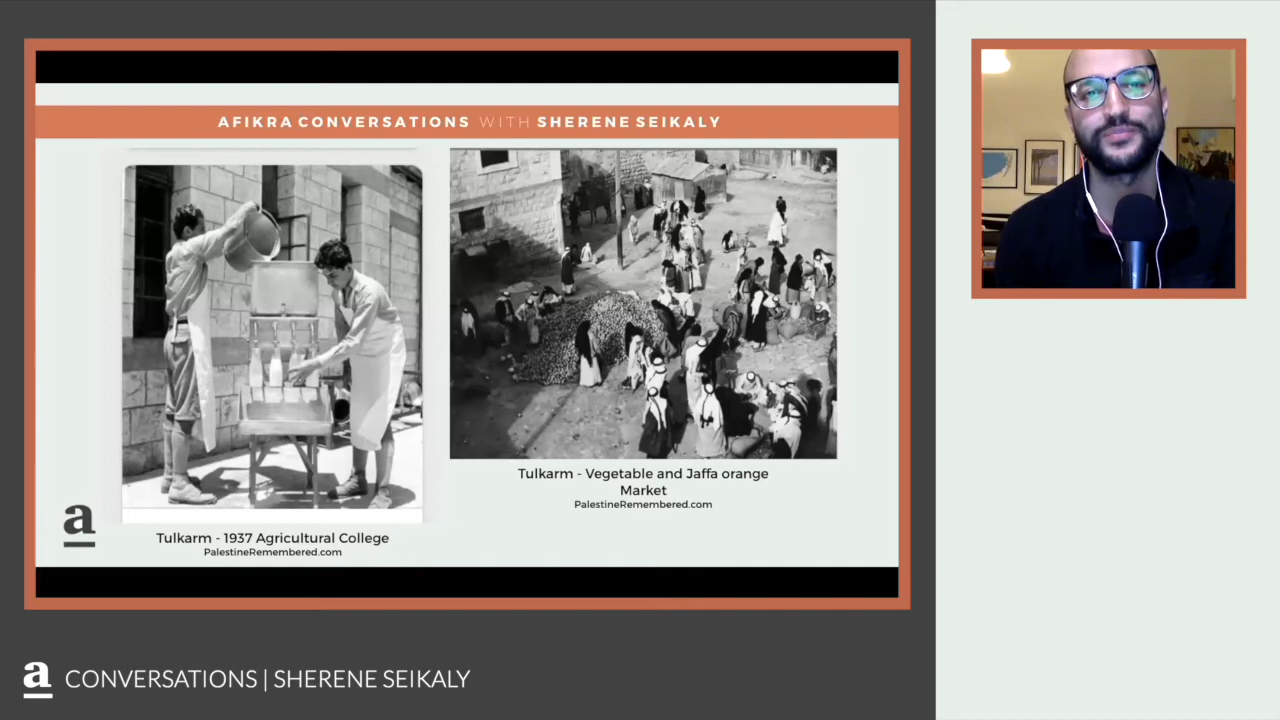 AFIKRA CONVERSATIONS WITH SHERENE SEIKALY
Tulkarm - Vegetable and Jaffa orange
Market
PalestineRemembered.com
a
Tulkarm - 1937 Agricultural College
PalestineRemembered.com
a CONVERSATIONS | SHERENE SEIKALY